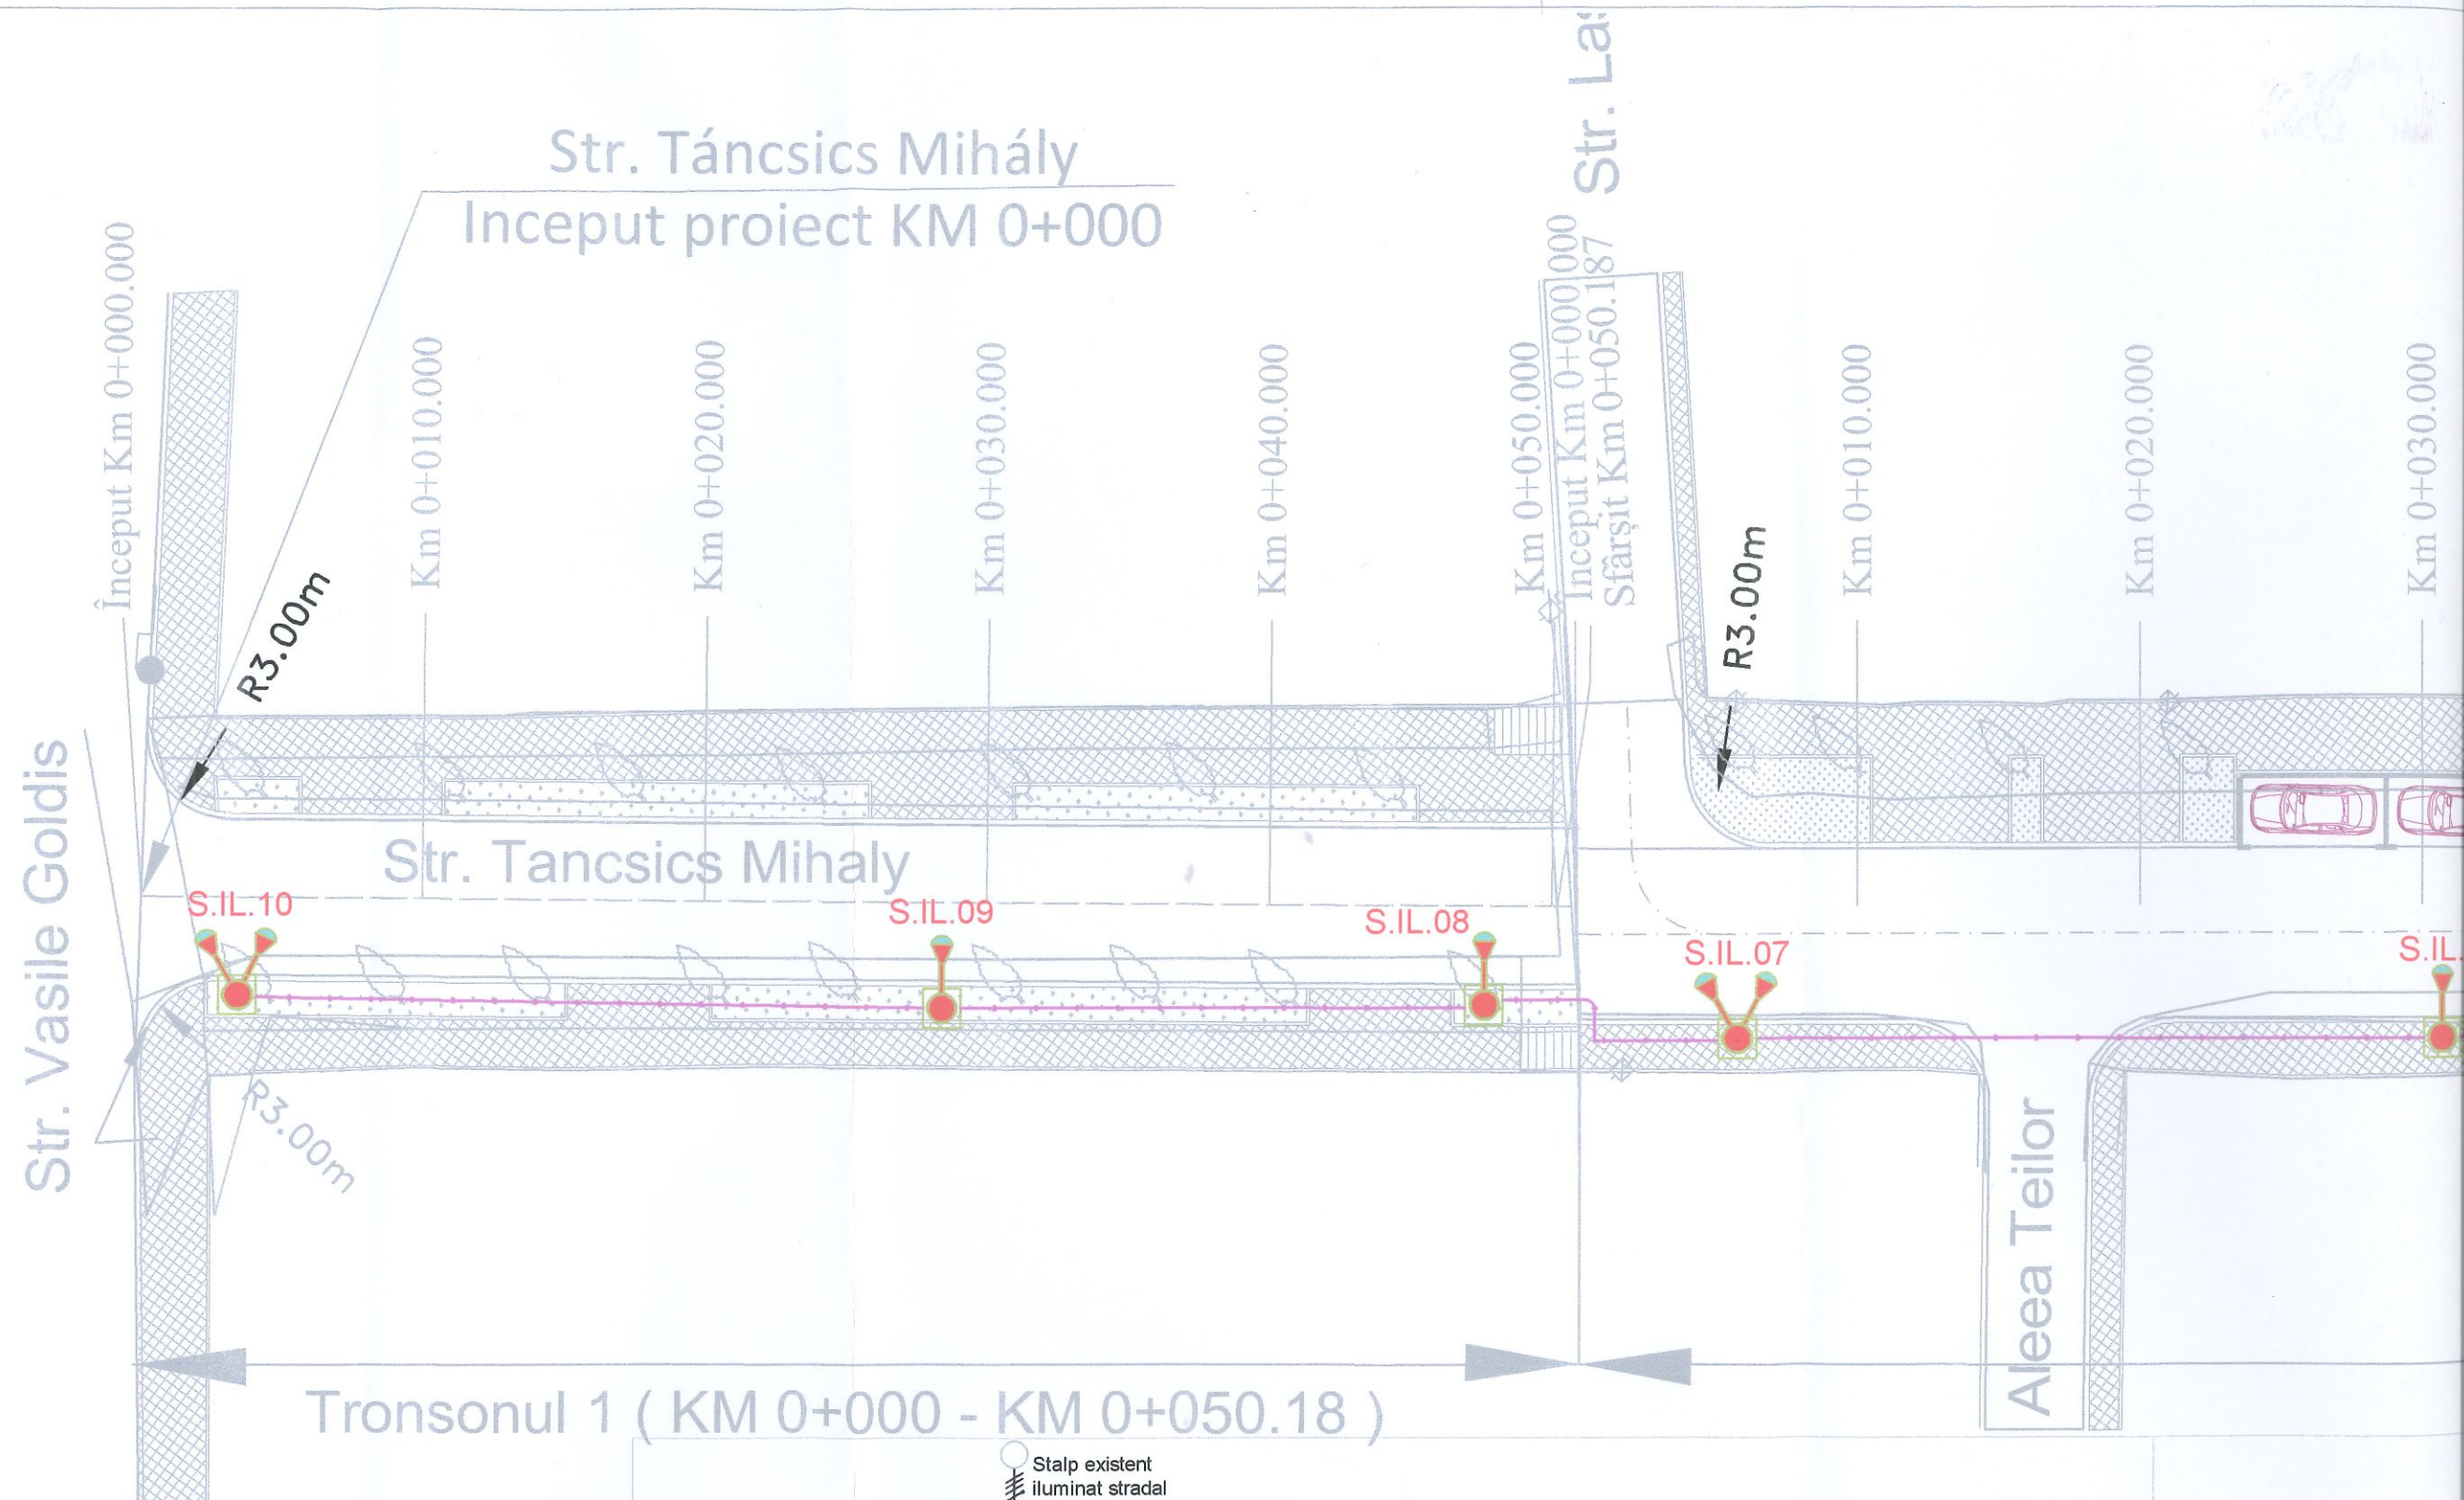 Str. Las
Str. Táncsics Mihály
Inceput proiect KM 0+000
Început Km 0+000.000
Km 0+010.000
Km 0+020.000
Km 0+030.000
Km 0+040.000
Km 0+050.000
Inceput Km 0+000.000
Sfârșit Km 0+050.187
Km 0+010.000
Km 0+020.000
Km 0+030.000
R3.00m
R3.00m
Str. Vasile Goldis
Str. Tancsics Mihaly
S.IL.10
S.IL.09
S.IL.08
S.IL.07
S.IL.
R3.00m
Aleea Teilor
Tronsonul 1 ( KM 0+000 - KM 0+050.18 )
Stalp existent
iluminat stradal